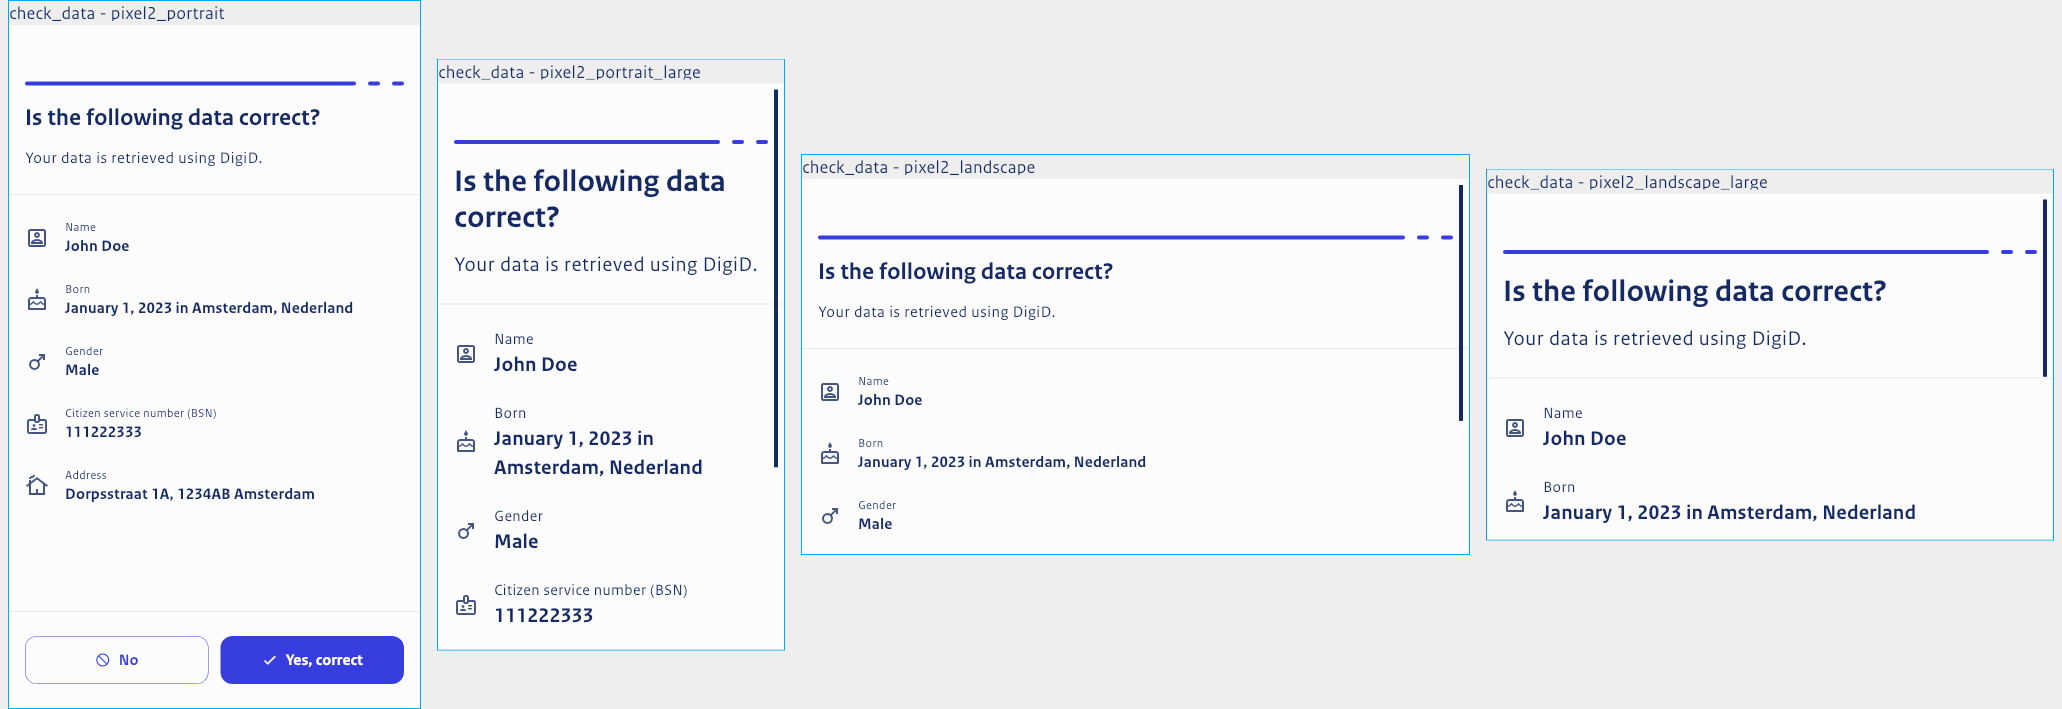 check_data - pixel2_portrait
Is the following data correct?
Your data is retrieved using DigiD.
Name
John Doe
Born
January 1, 2023 in Amsterdam, Nederland
Gender
Male
Citizen service number (BSN)
111222333
Address
Dorpsstraat 1A, 1234AB Amsterdam
No
Yes, correct
check_data - pixel2_portrait_large
Is the following data
correct?
Your data is retrieved using DigiD.
Name
John Doe
Born
January 1, 2023 in
Amsterdam, Nederland
Gender
Male
Citizen service number (BSN)
111222333
check_data - pixel2_landscape
Is the following data correct?
Your data is retrieved using DigiD.
Name
John Doe
Born
January 1, 2023 in Amsterdam, Nederland
Gender
Male
check_data - pixel2_landscape_large
Is the following data correct?
Your data is retrieved using DigiD.
Name
John Doe
Born
January 1, 2023 in Amsterdam, Nederland